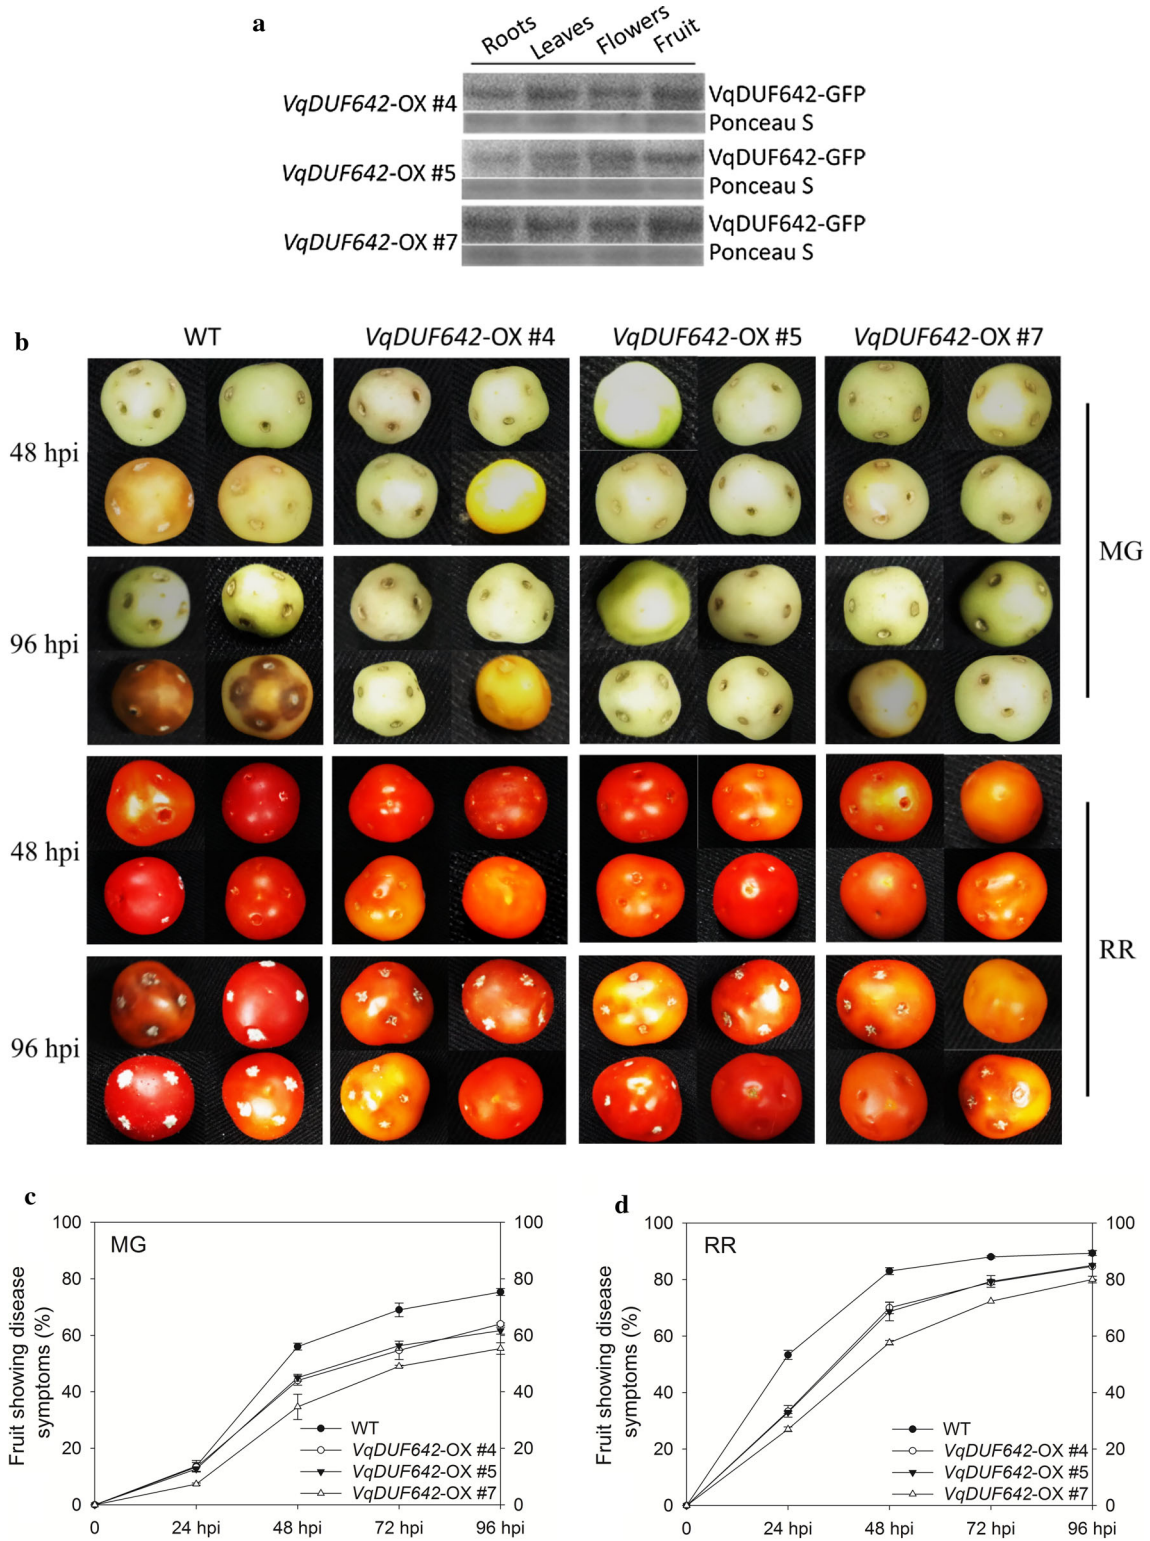 a
Roots Leaves Flowers Fruit
VqDUF642-OX #4
VqDUF642-GFP
Ponceau S
VqDUF642-OX #5
VqDUF642-GFP
Ponceau S
VqDUF642-OX #7
VqDUF642-GFP
Ponceau S
b
WT VqDUF642-OX #4 VqDUF642-OX #5 VqDUF642-OX #7
48 hpi
MG
96 hpi
48 hpi
RR
96 hpi
c
MG
Fruit showing disease
symptoms (%)
100 100
80 80
60 60
40 40
20 20
0 0
WT
VqDUF642-OX #4
VqDUF642-OX #5
VqDUF642-OX #7
0 24 hpi 48 hpi 72 hpi 96 hpi
d
RR
Fruit showing disease
symptoms (%)
100 100
80 80
60 60
40 40
20 20
0 0
WT
VqDUF642-OX #4
VqDUF642-OX #5
VqDUF642-OX #7
0 24 hpi 48 hpi 72 hpi 96 hpi